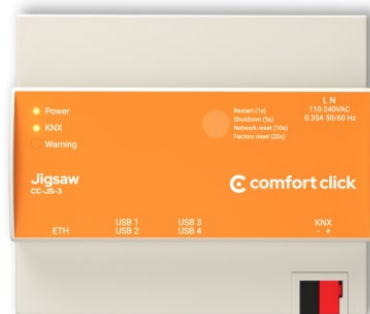 Power
KNX
Warning
Restart (1s)
Shutdown (5s)
Network reset (10s)
Factory reset (20s)
L N
110-240VAC
0.35A 50/60 Hz
Jigsaw
CC-JS-3
comfort click
ETH
USB 1
USB 2
USB 3
USB 4
KNX
- +